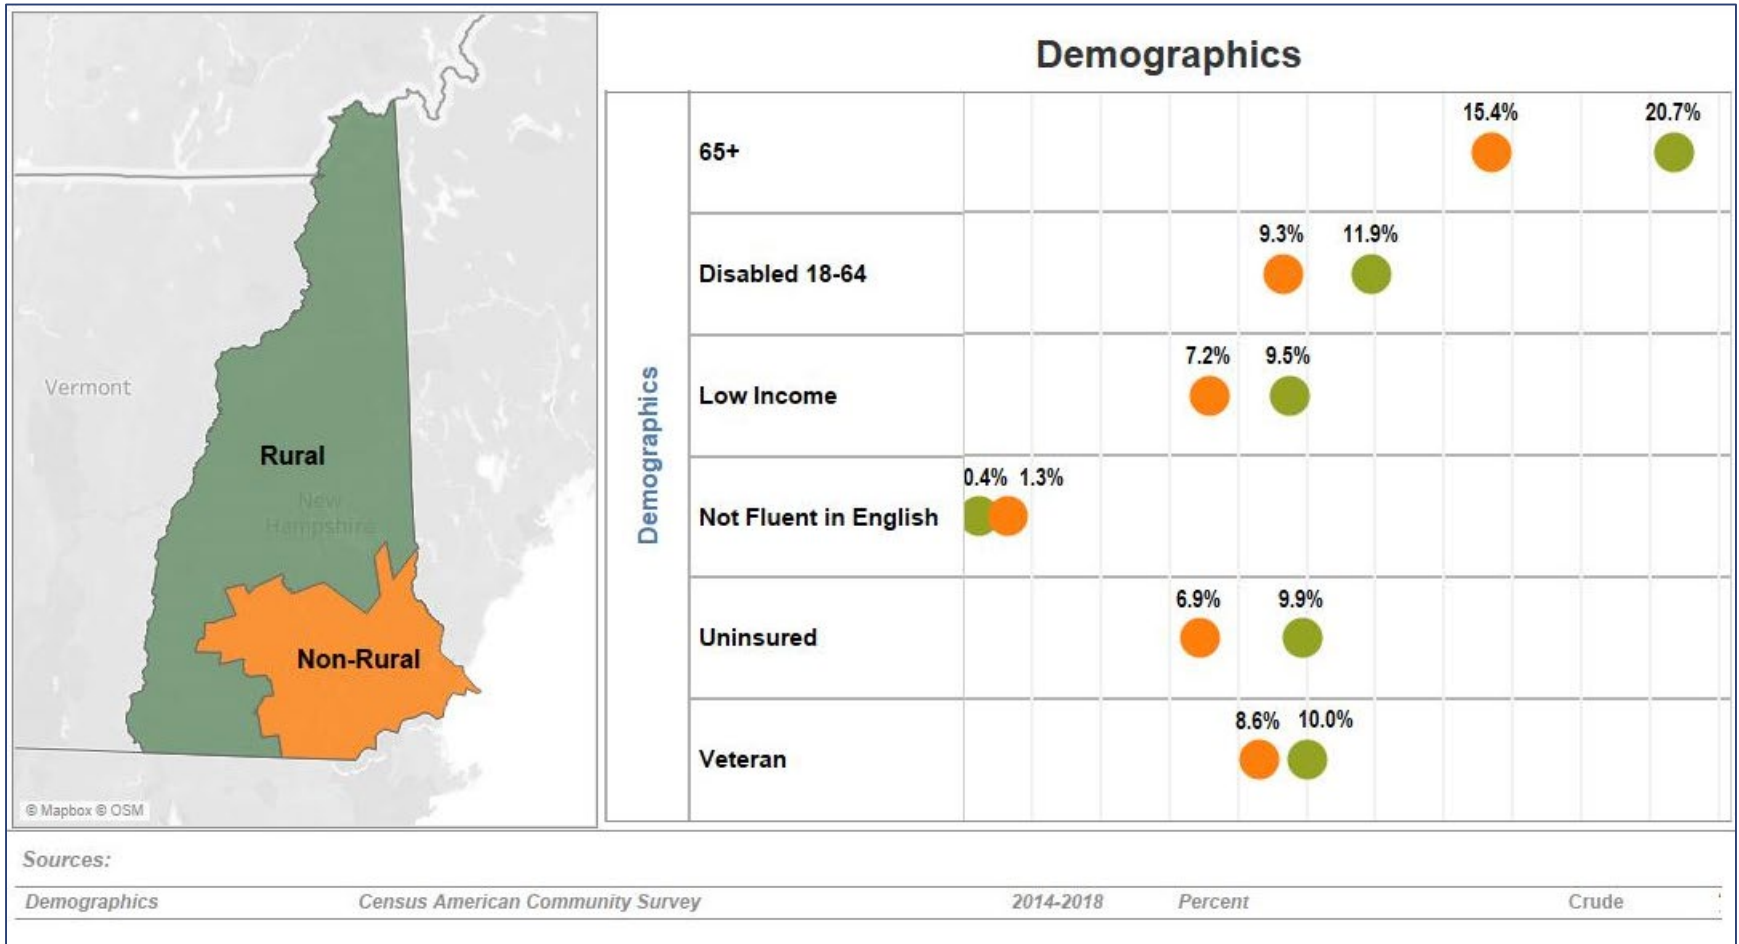 Demographics
Vermont
Rural
New
Hampshire
Non-Rural
© Mapbox © OSM
Demographics
15.4% 20.7%
65+
9.3% 11.9%
Disabled 18-64
7.2% 9.5%
Low Income
0.4% 1.3%
Not Fluent in English
6.9% 9.9%
Uninsured
8.6% 10.0%
Veteran
Sources:
Demographics Census American Community Survey 2014-2018 Percent Crude